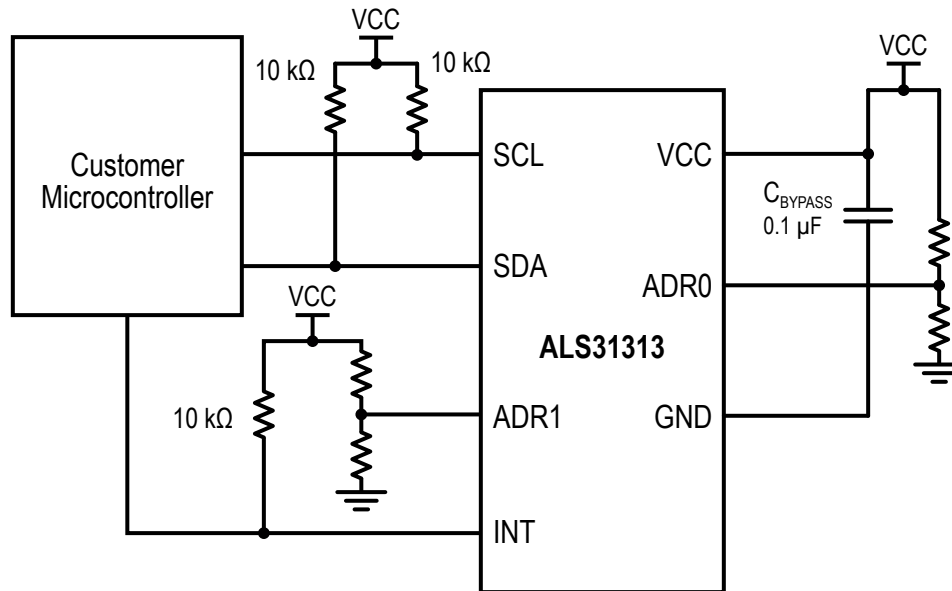 VCC
10 kΩ
10 kΩ
VCC
Customer
Microcontroller
SCL
VCC
C_BYPASS
0.1 µF
SDA
ADR0
VCC
ALS31313
10 kΩ
ADR1
GND
INT